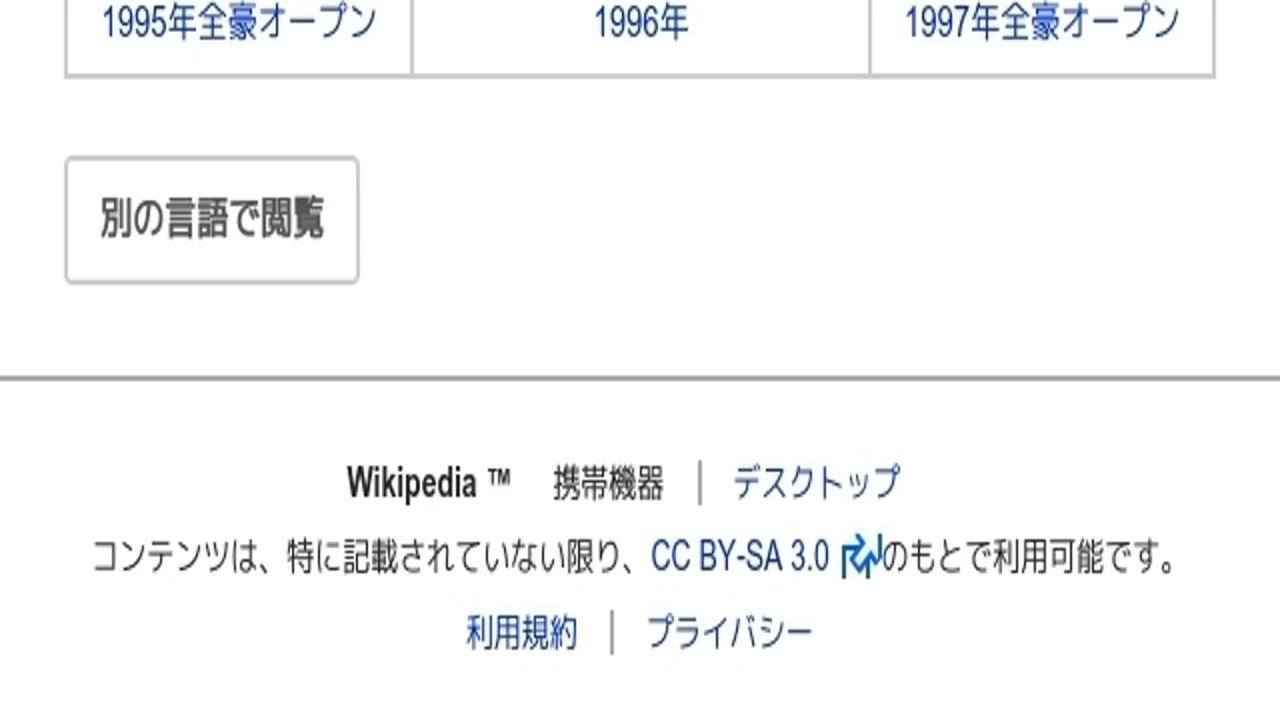 1995年全豪オープン 1996年 1997年全豪オープン
別の言語で閲覧
Wikipedia ™ 携帯機器 | デスクトップ
コンテンツは、特に記載されていない限り、CC BY-SA 3.0 のもとで利用可能です。
利用規約 | プライバシー